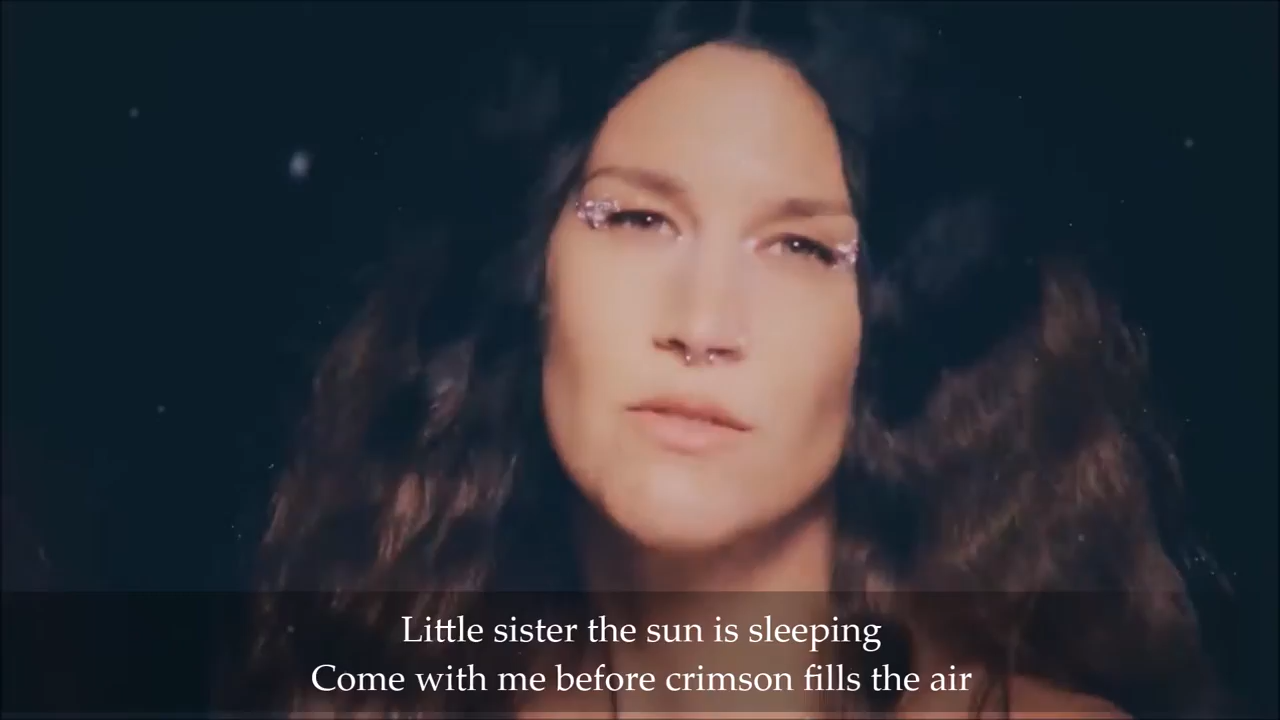 Little sister the sun is sleeping
Come with me before crimson fills the air